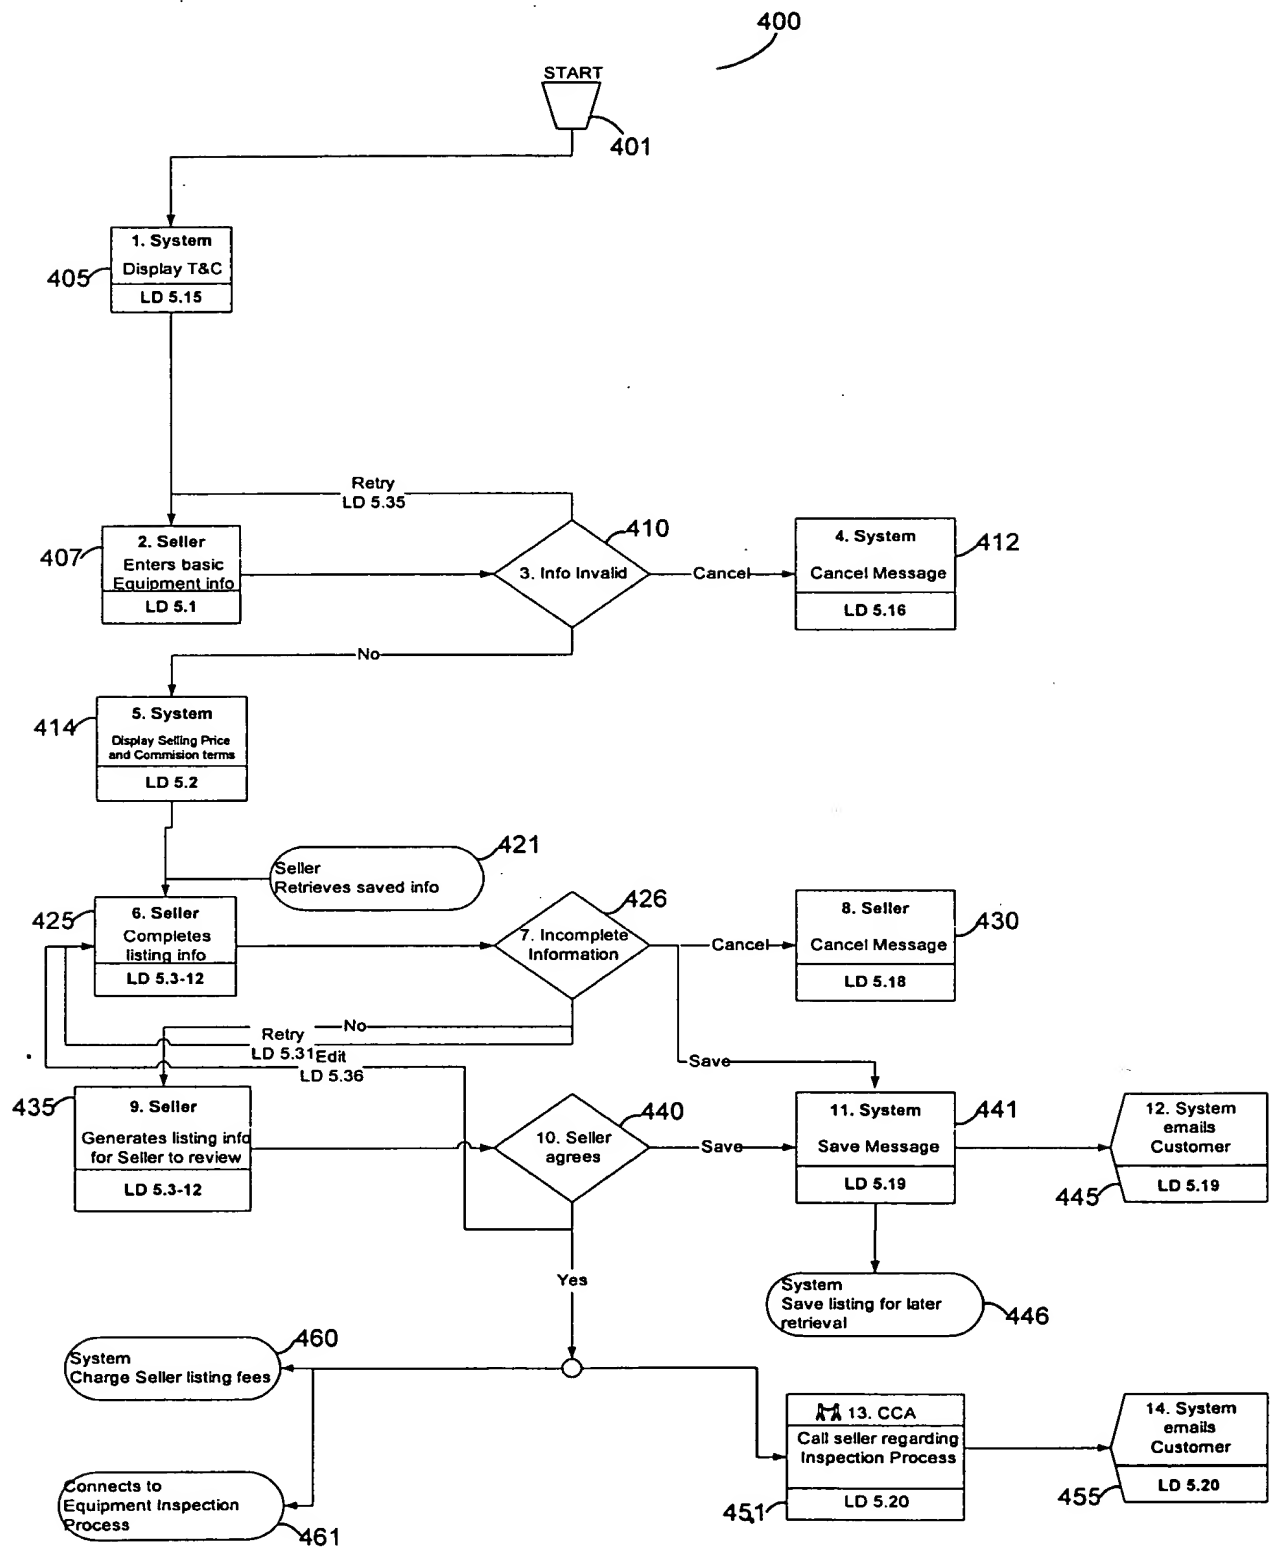 400
START
401
1. System
Display T&C
405
LD 5.15
Retry
LD 5.35
410
2. Seller
Enters basic
Equipment info
407
LD 5.1
3. Info Invalid
Cancel
4. System
Cancel Message
412
LD 5.16
No
5. System
414
Display Selling Price
and Commision terms
LD 5.2
421
Seller
Retrieves saved info
6. Seller
425
Completes
listing info
LD 5.3-12
426
7. Incomplete
Information
Cancel
8. Seller
Cancel Message
430
LD 5.18
No
Retry
LD 5.31
Edit
LD 5.36
Save
435
9. Seller
Generates listing info
for Seller to review
LD 5.3-12
440
10. Seller
agrees
Save
11. System
441
Save Message
LD 5.19
12. System
emails
Customer
445
LD 5.19
Yes
System
Save listing for later
retrieval
446
460
System
Charge Seller listing fees
13. CCA
Call seller regarding
Inspection Process
451
LD 5.20
14. System
emails
Customer
455
LD 5.20
Connects to
Equipment Inspection
Process
461